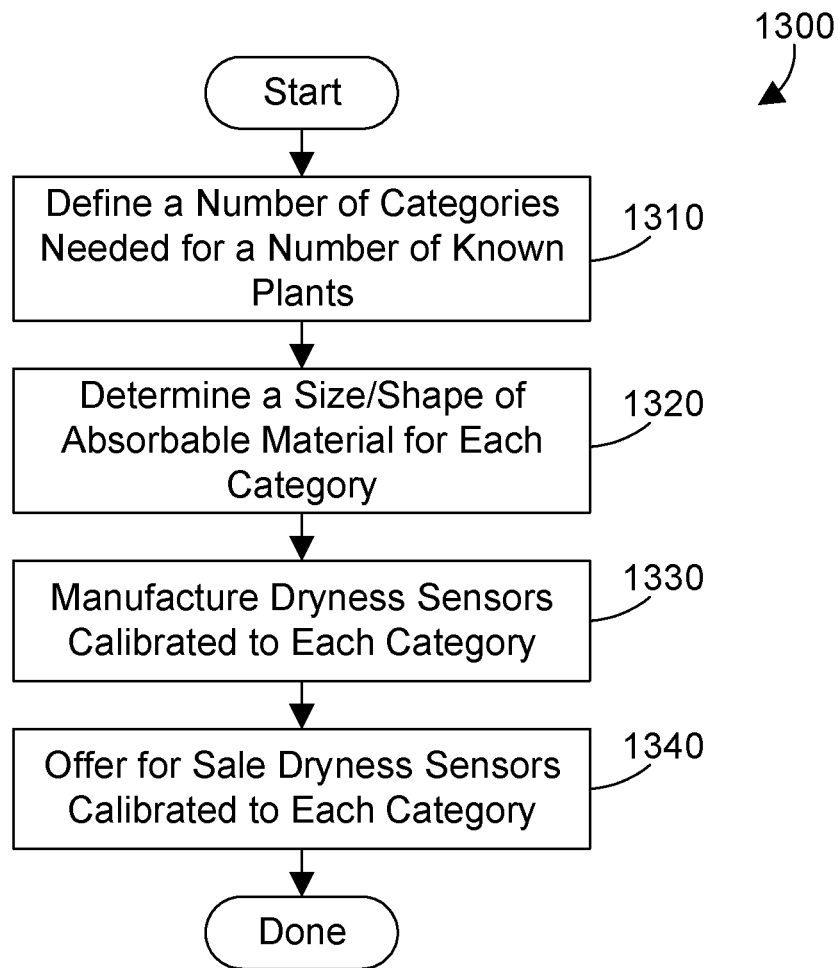 1300
Start
Define a Number of Categories
Needed for a Number of Known
Plants
1310
Determine a Size/Shape of
Absorbable Material for Each
Category
1320
Manufacture Dryness Sensors
Calibrated to Each Category
1330
Offer for Sale Dryness Sensors
Calibrated to Each Category
1340
Done